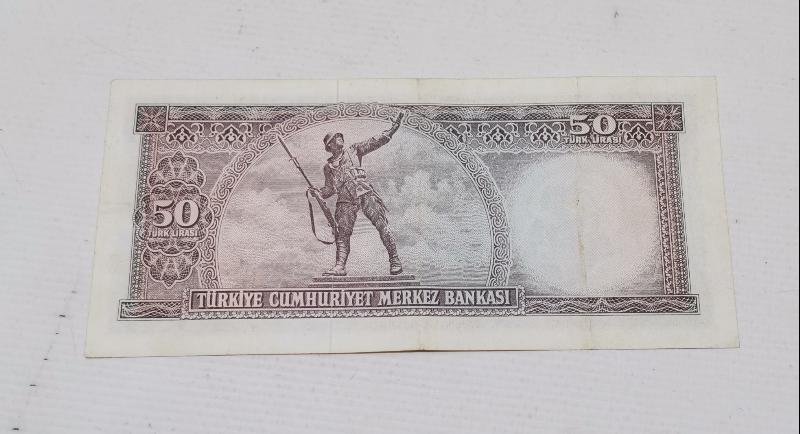 50
TÜRK LİRASI
50
TÜRK LİRASI
TÜRKİYE CUMHURİYET MERKEZ BANKASI